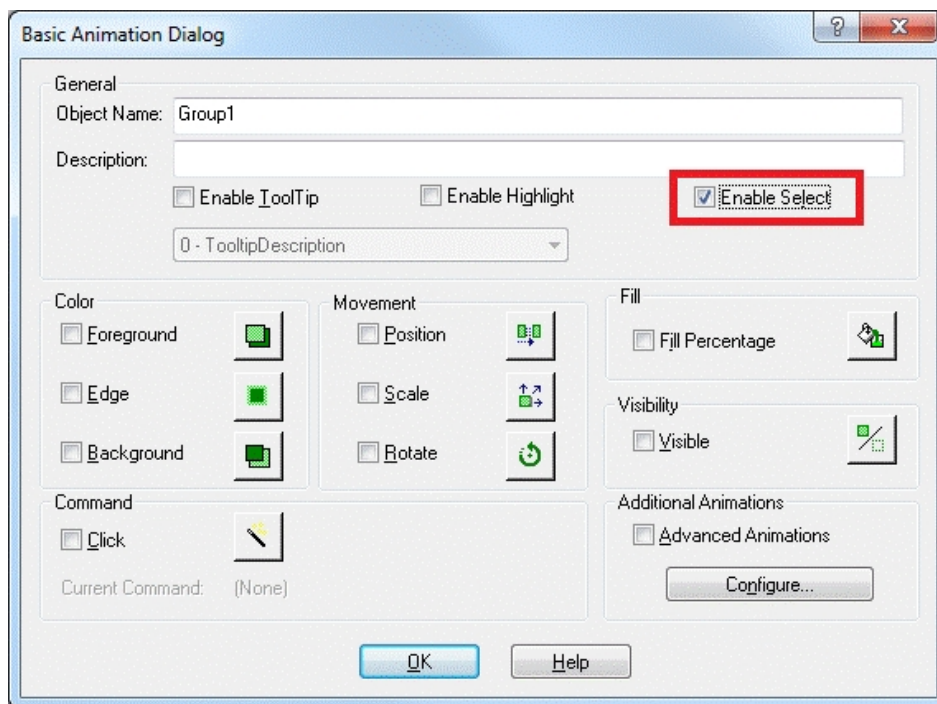 Basic Animation Dialog
?
X
General
Object Name: Group1
Description:
Enable ToolTip
Enable Highlight
Enable Select
0 - TooltipDescription
Color
Foreground
Edge
Background
Movement
Position
Scale
Rotate
Fill
Fill Percentage
Visibility
Visible
Command
Click
Current Command: (None)
Additional Animations
Advanced Animations
Configure...
OK
Help